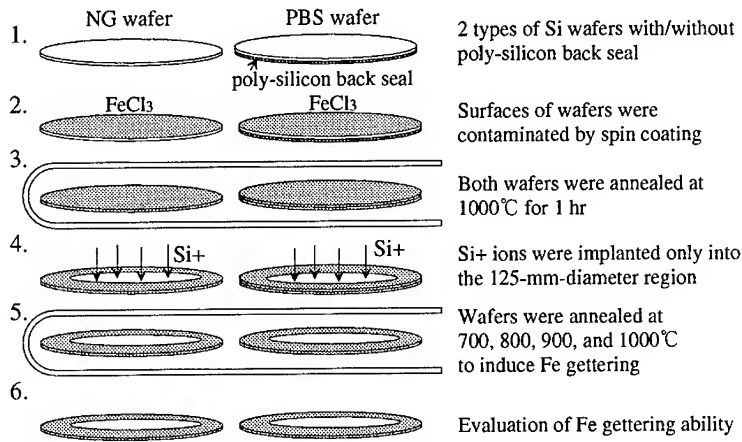 NG wafer
PBS wafer
1.
poly-silicon back seal
2 types of Si wafers with/without
poly-silicon back seal
2.
FeCl3
FeCl3
Surfaces of wafers were
contaminated by spin coating
3.
Both wafers were annealed at
1000℃ for 1 hr
4.
Si+
Si+
Si+ ions were implanted only into
the 125-mm-diameter region
5.
Wafers were annealed at
700, 800, 900, and 1000℃
to induce Fe gettering
6.
Evaluation of Fe gettering ability